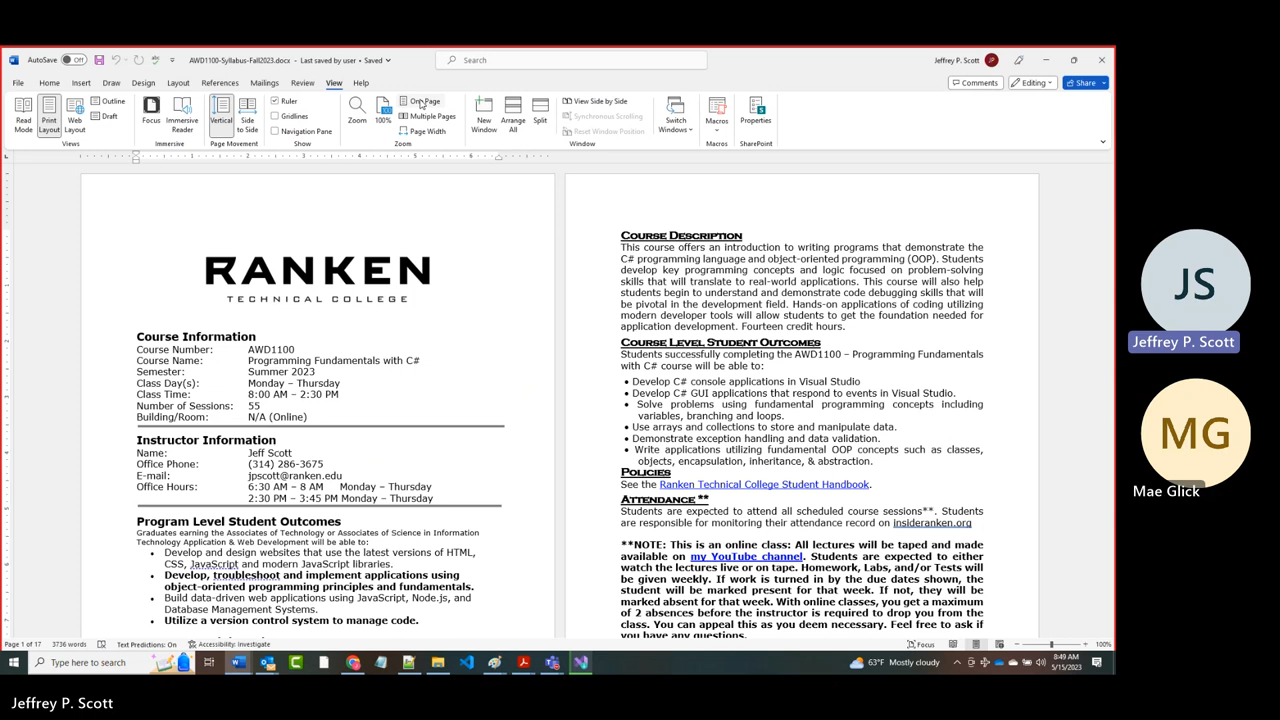 AutoSave Off AWD1100-Syllabus-Fall2023.docx - Last saved by user • Saved Search Jeffrey P. Scott JS
File Home Insert Draw Design Layout References Mailings Review View Help Comments Editing Share
Read Mode Print Layout Web Layout Outline Draft Focus Immersive Reader Vertical Side to Side Ruler Gridlines Navigation Pane Zoom 100% One Page Multiple Pages Page Width New Window Arrange All Split View Side by Side Synchronous Scrolling Reset Window Position Switch Windows Macros Properties
Views Immersive Page Movement Show Zoom Window Macros SharePoint
RANKEN
TECHNICAL COLLEGE
Course Information
Course Number: AWD1100
Course Name: Programming Fundamentals with C#
Semester: Summer 2023
Class Day(s): Monday – Thursday
Class Time: 8:00 AM – 2:30 PM
Number of Sessions: 55
Building/Room: N/A (Online)
Instructor Information
Name: Jeff Scott
Office Phone: (314) 286-3675
E-mail: jpscott@ranken.edu
Office Hours: 6:30 AM – 8 AM Monday – Thursday
2:30 PM – 3:45 PM Monday – Thursday
Program Level Student Outcomes
Graduates earning the Associates of Technology or Associates of Science in Information
Technology Application & Web Development will be able to:
• Develop and design websites that use the latest versions of HTML,
CSS, JavaScript and modern JavaScript libraries.
• Develop, troubleshoot and implement applications using
object-oriented programming principles and fundamentals.
• Build data-driven web applications using JavaScript, Node.js, and
Database Management Systems.
• Utilize a version control system to manage code.
Course Description
This course offers an introduction to writing programs that demonstrate the
C# programming language and object-oriented programming (OOP). Students
develop key programming concepts and logic focused on problem-solving
skills that will translate to real-world applications. This course will also help
students begin to understand and demonstrate code debugging skills that will
be pivotal in the development field. Hands-on applications of coding utilizing
modern developer tools will allow students to get the foundation needed for
application development. Fourteen credit hours.
Course Level Student Outcomes
Students successfully completing the AWD1100 – Programming Fundamentals
with C# course will be able to:
• Develop C# console applications in Visual Studio
• Develop C# GUI applications that respond to events in Visual Studio.
• Solve problems using fundamental programming concepts including
variables, branching and loops.
• Use arrays and collections to store and manipulate data.
• Demonstrate exception handling and data validation.
• Write applications utilizing fundamental OOP concepts such as classes,
objects, encapsulation, inheritance, & abstraction.
Policies
See the Ranken Technical College Student Handbook.
Attendance **
Students are expected to attend all scheduled course sessions**. Students
are responsible for monitoring their attendance record on insideranken.org
**NOTE: This is an online class: All lectures will be taped and made
available on my YouTube channel. Students are expected to either
watch the lectures live or on tape. Homework, Labs, and/or Tests will
be given weekly. If work is turned in by the due dates shown, the
student will be marked present for that week. If not, they will be
marked absent for that week. With online classes, you get a maximum
of 2 absences before the instructor is required to drop you from the
class. You can appeal this as you deem necessary. Feel free to ask if
you have any questions.
Page 1 of 17 3736 words Text Predictions: On Accessibility: Investigate Focus 100%
Type here to search 63°F Mostly cloudy 8:49 AM
5/15/2023
JS
Jeffrey P. Scott
MG
Mae Glick
Jeffrey P. Scott